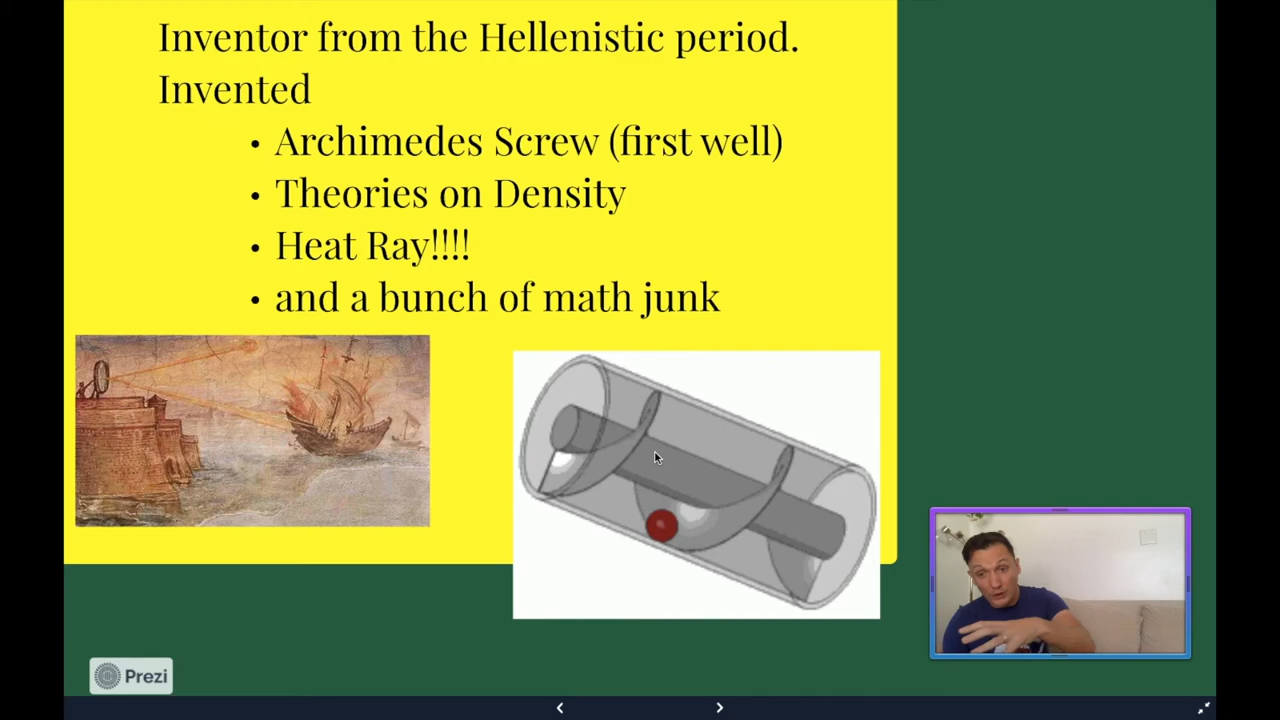 Inventor from the Hellenistic period.
Invented
• Archimedes Screw (first well)
• Theories on Density
• Heat Ray!!!!
• and a bunch of math junk
Prezi